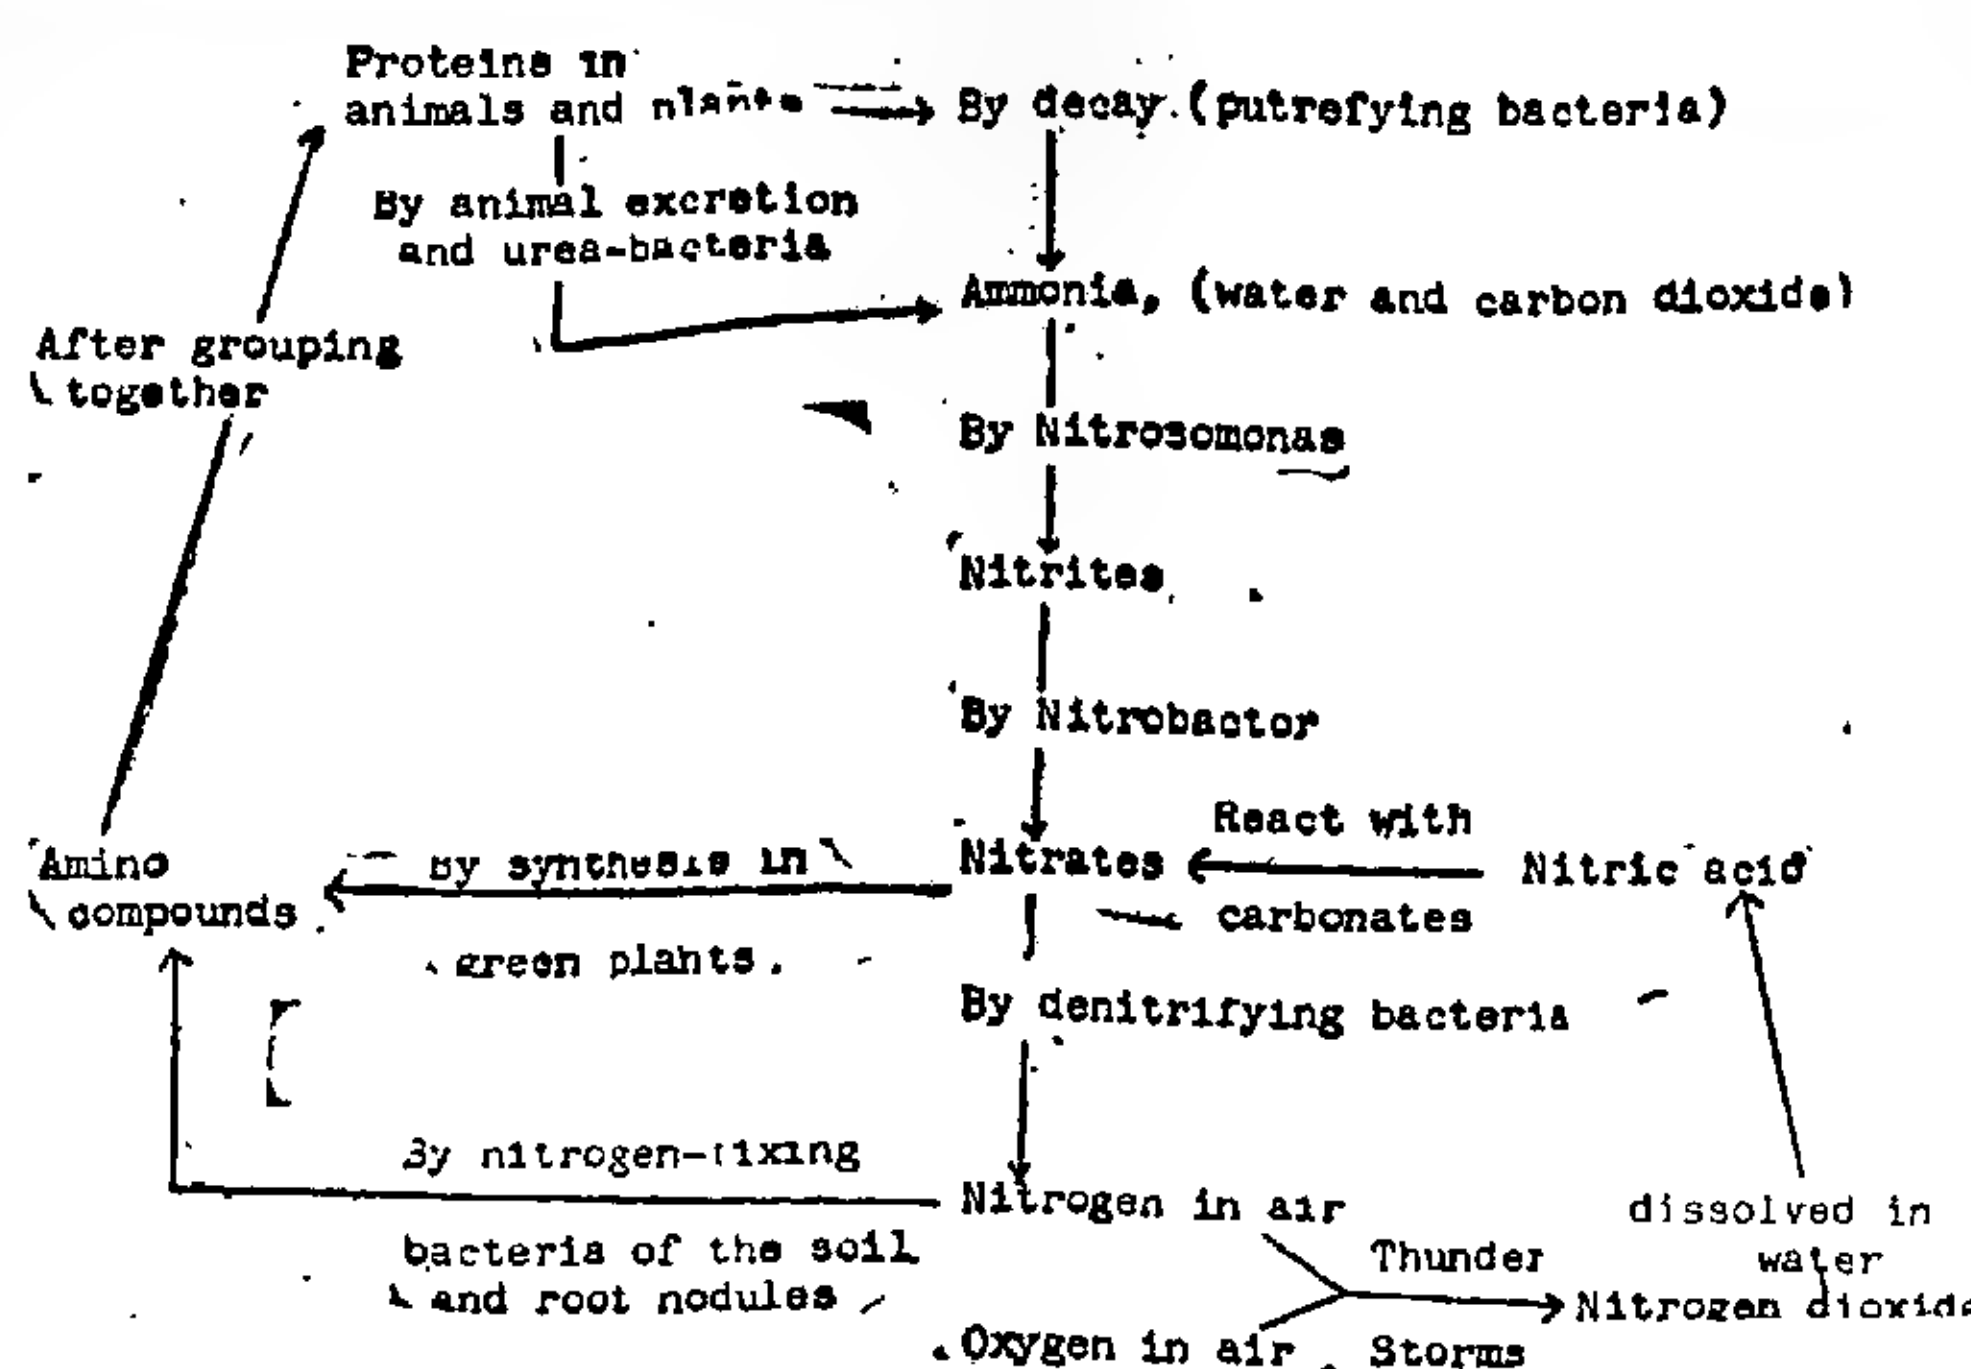 Proteins in
animals and plants
By decay. (putrefying bacteria)
By animal excretion
and urea-bacteria
Ammonia, (water and carbon dioxide)
After grouping
together
By Nitrosomonas
Nitrites
By Nitrobactor
React with
Amino
compounds
By synthesis in
green plants.
Nitrates
carbonates
Nitric acid
By denitrifying bacteria
By nitrogen-fixing
bacteria of the soil
and root nodules
Nitrogen in air
dissolved in
water
Thunder
Nitrogen dioxide
Oxygen in air
Storms